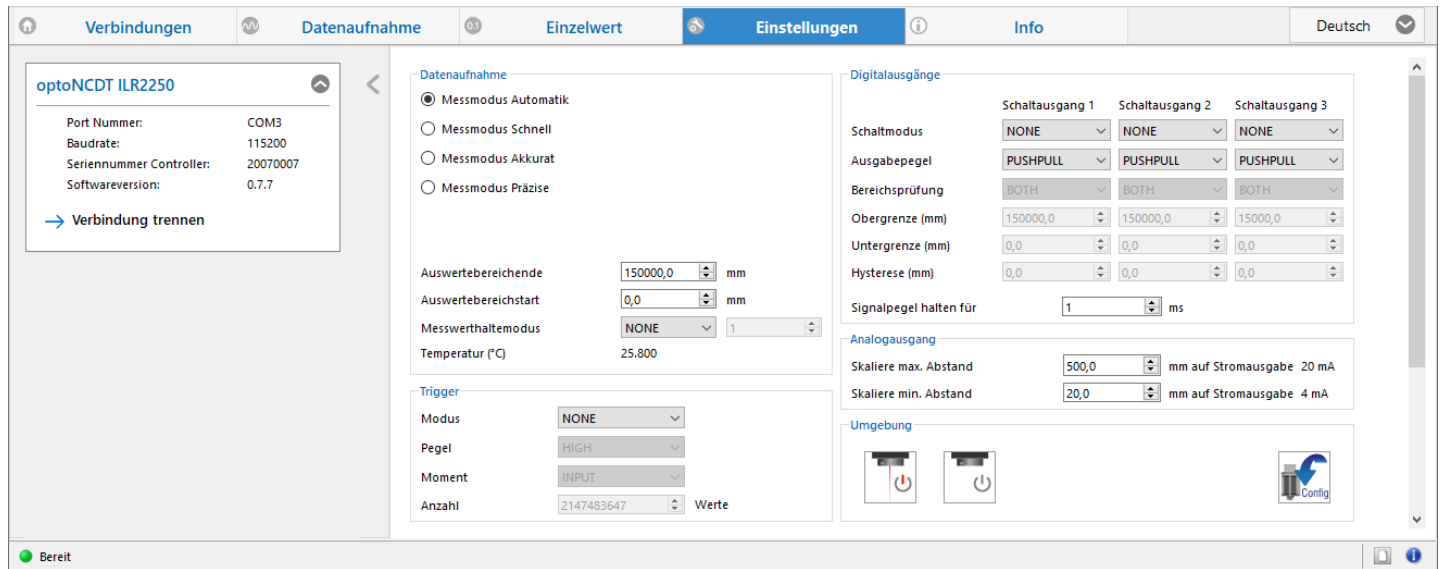 Verbindungen 0.1 Datenaufnahme Einzelwert Einstellungen Info Deutsch
optoNCDT ILR2250
Port Nummer: COM3
Baudrate: 115200
Seriennummer Controller: 20070007
Softwareversion: 0.7.7
Verbindung trennen
Datenaufnahme
Messmodus Automatik
Messmodus Schnell
Messmodus Akkurat
Messmodus Präzise
Auswertebereichende 150000,0 mm
Auswertebereichstart 0,0 mm
Messwerthaltemodus NONE 1
Temperatur (°C) 25.800
Trigger
Modus NONE
Pegel HIGH
Moment INPUT
Anzahl 2147483647 Werte
Digitalausgänge
Schaltausgang 1 Schaltausgang 2 Schaltausgang 3
Schaltmodus NONE NONE NONE
Ausgabepegel PUSHPULL PUSHPULL PUSHPULL
Bereichsprüfung BOTH BOTH BOTH
Obergrenze (mm) 150000,0 150000,0 15000,0
Untergrenze (mm) 0,0 0,0 0,0
Hysterese (mm) 0,0 0,0 0,0
Signalpegel halten für 1 ms
Analogausgang
Skaliere max. Abstand 500,0 mm auf Stromausgabe 20 mA
Skaliere min. Abstand 20,0 mm auf Stromausgabe 4 mA
Umgebung
Config
Bereit